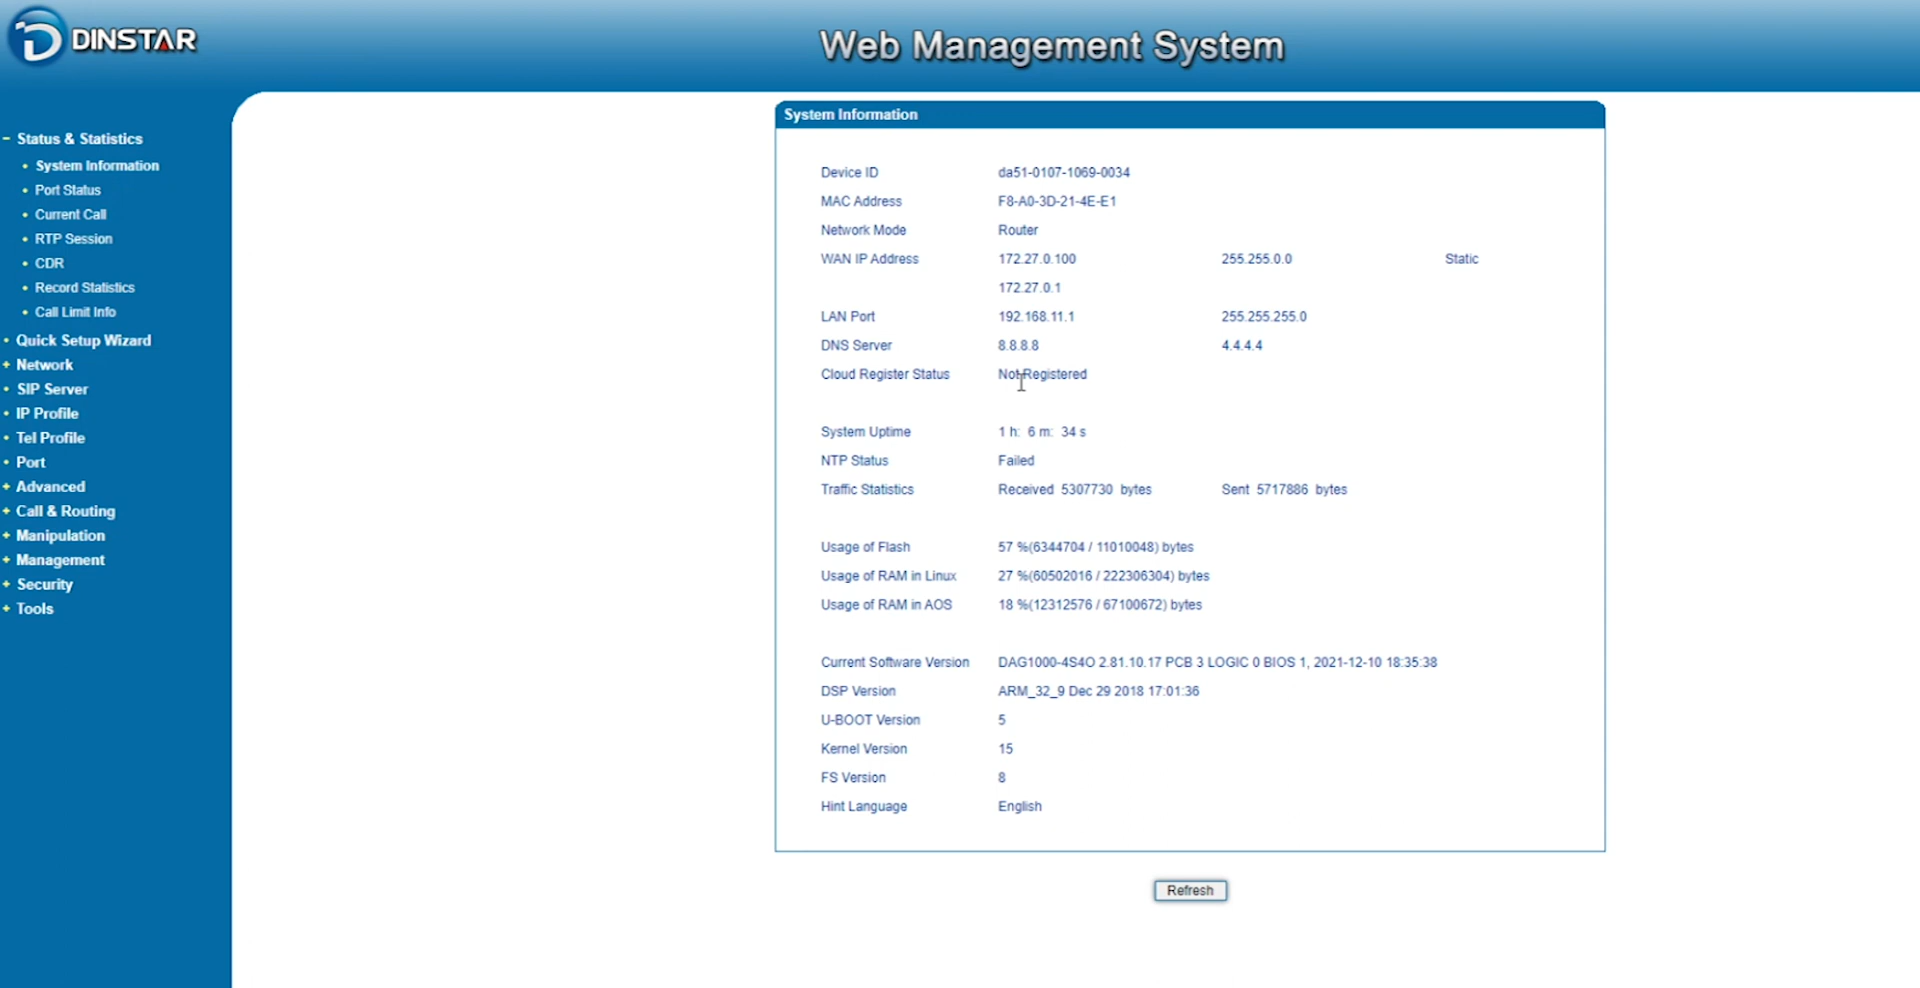 DINSTAR
Web Management System
Status & Statistics
System Information
Port Status
Current Call
RTP Session
CDR
Record Statistics
Call Limit Info
Quick Setup Wizard
Network
SIP Server
IP Profile
Tel Profile
Port
Advanced
Call & Routing
Manipulation
Management
Security
Tools
System Information
Device ID da51-0107-1069-0034
MAC Address F8-A0-3D-21-4E-E1
Network Mode Router
WAN IP Address 172.27.0.100 255.255.0.0 Static
172.27.0.1
LAN Port 192.168.11.1 255.255.255.0
DNS Server 8.8.8.8 4.4.4.4
Cloud Register Status Not Registered
System Uptime 1 h: 6 m: 34 s
NTP Status Failed
Traffic Statistics Received 5307730 bytes Sent 5717886 bytes
Usage of Flash 57 %(6344704 / 11010048) bytes
Usage of RAM in Linux 27 %(60502016 / 222306304) bytes
Usage of RAM in AOS 18 %(12312576 / 67100672) bytes
Current Software Version DAG1000-4S4O 2.81.10.17 PCB 3 LOGIC 0 BIOS 1, 2021-12-10 18:35:38
DSP Version ARM_32_9 Dec 29 2018 17:01:36
U-BOOT Version 5
Kernel Version 15
FS Version 8
Hint Language English
Refresh